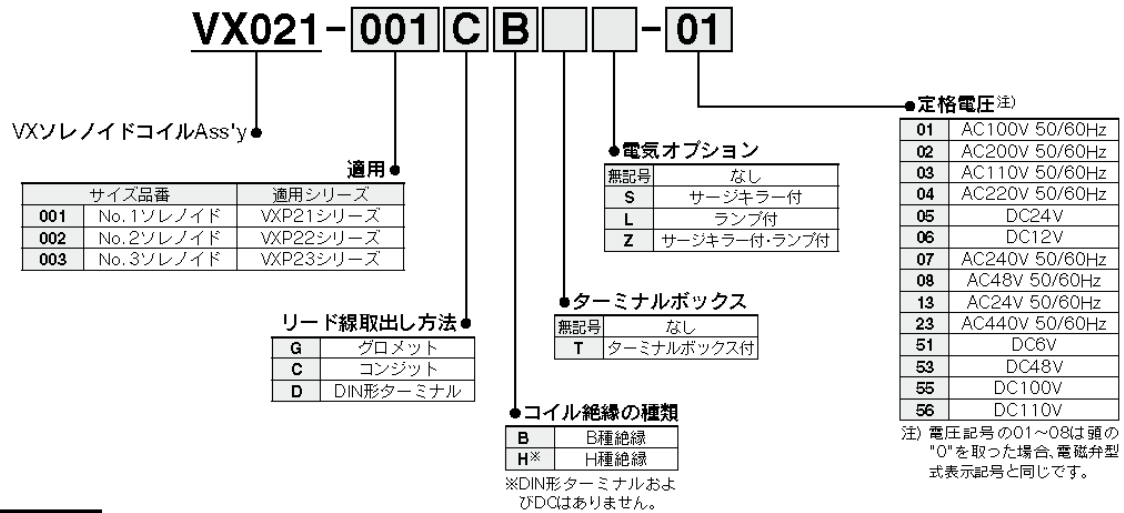 VX021-001CB□□-01
VXソレノイドコイルAss'y
適用
サイズ品番 適用シリーズ
001 No.1ソレノイド VXP21シリーズ
002 No.2ソレノイド VXP22シリーズ
003 No.3ソレノイド VXP23シリーズ
リード線取出し方法
G グロメット
C コンジット
D DIN形ターミナル
コイル絶縁の種類
B B種絶縁
H※ H種絶縁
※DIN形ターミナルおよ
びDCはありません。
ターミナルボックス
無記号 なし
T ターミナルボックス付
電気オプション
無記号 なし
S サージキラー付
L ランプ付
Z サージキラー付・ランプ付
定格電圧注)
01 AC100V 50/60Hz
02 AC200V 50/60Hz
03 AC110V 50/60Hz
04 AC220V 50/60Hz
05 DC24V
06 DC12V
07 AC240V 50/60Hz
08 AC48V 50/60Hz
13 AC24V 50/60Hz
23 AC440V 50/60Hz
51 DC6V
53 DC48V
55 DC100V
56 DC110V
注) 電圧記号の01～08は頭の
"0"を取った場合、電磁弁型
式表示記号と同じです。